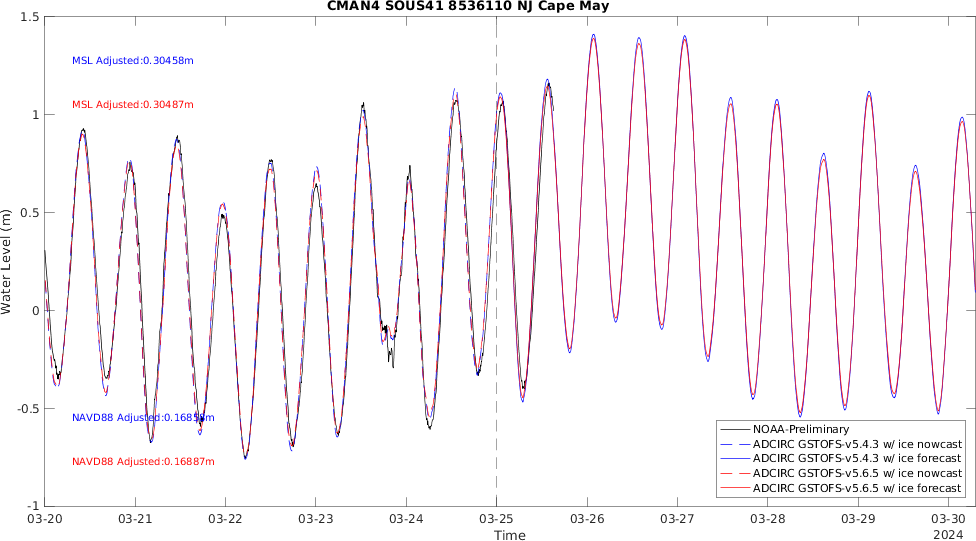 CMAN4 SOUS41 8536110 NJ Cape May
1.5
MSL Adjusted:0.30458m
MSL Adjusted:0.30487m
1
0.5
Water Level (m)
0
-0.5
NAVD88 Adjusted:0.16858m
NAVD88 Adjusted:0.16887m
-1
NOAA-Preliminary
ADCIRC GSTOFS-v5.4.3 w/ ice nowcast
ADCIRC GSTOFS-v5.4.3 w/ ice forecast
ADCIRC GSTOFS-v5.6.5 w/ ice nowcast
ADCIRC GSTOFS-v5.6.5 w/ ice forecast
03-20 03-21 03-22 03-23 03-24 03-25 03-26 03-27 03-28 03-29 03-30
Time
2024